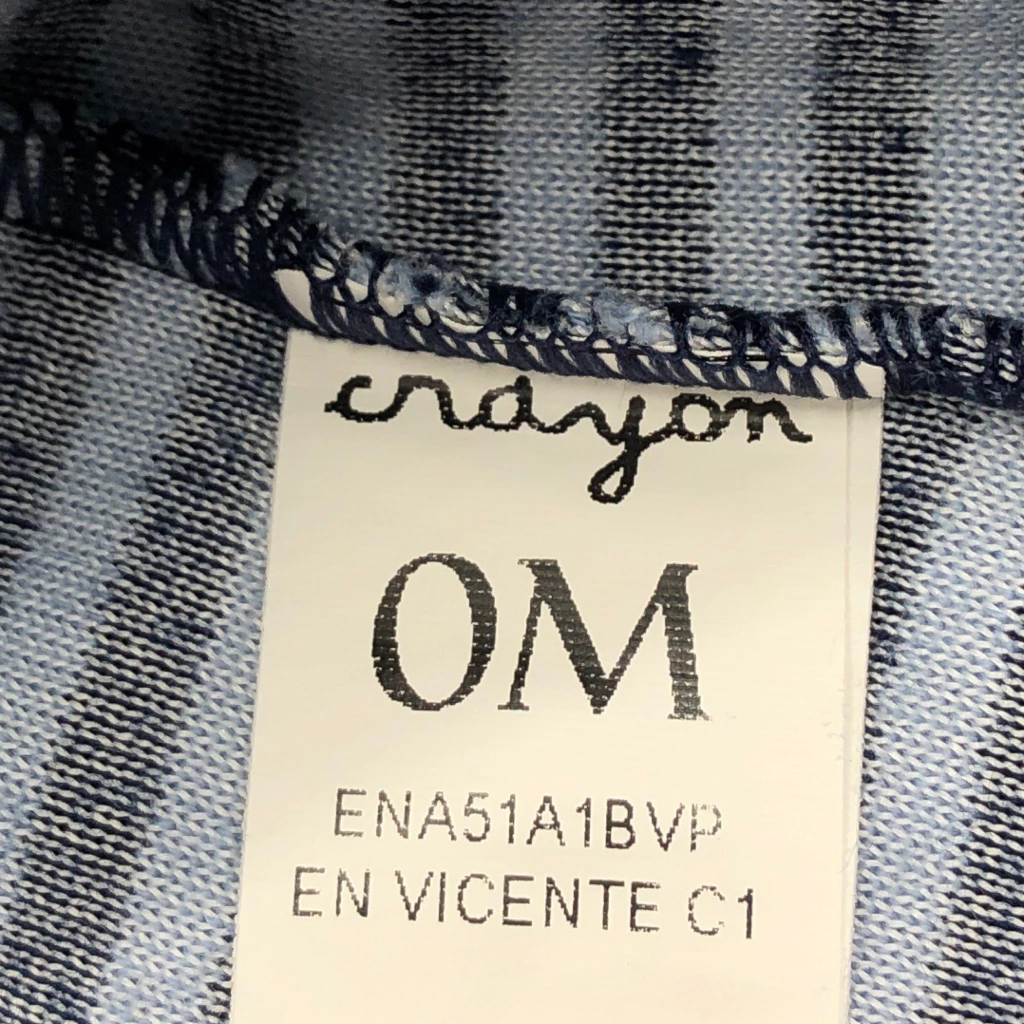 crayon
0M
ENA51A1BVP
EN VICENTE C1